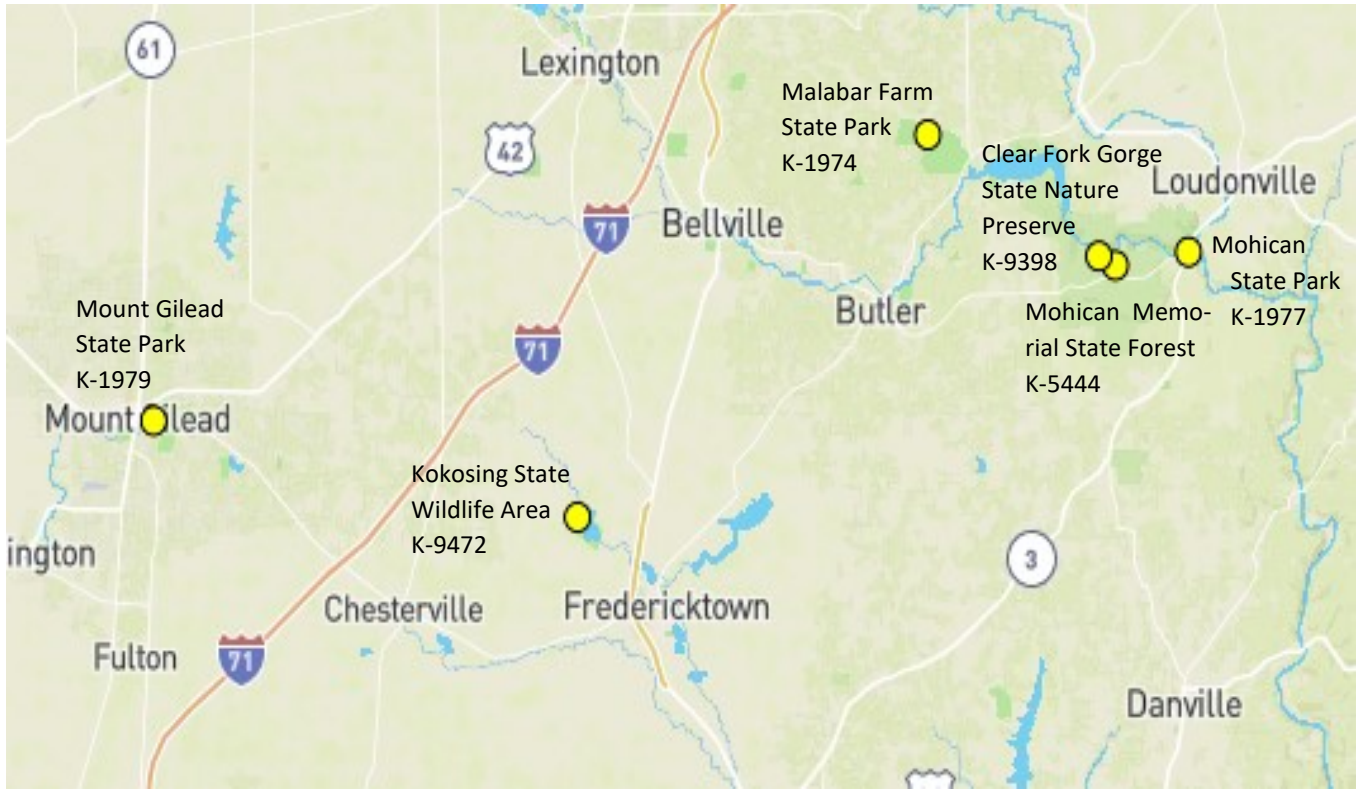 61
Lexington
Malabar Farm
State Park
K-1974
42
Clear Fork Gorge
State Nature
Preserve
K-9398
Loudonville
71
Bellville
Mohican
State Park
K-1977
Butler
Mohican Memo-
rial State Forest
K-5444
Mount Gilead
State Park
K-1979
71
Mount ilead
Kokosing State
Wildlife Area
K-9472
ington
3
Chesterville
Fredericktown
Fulton
71
Danville